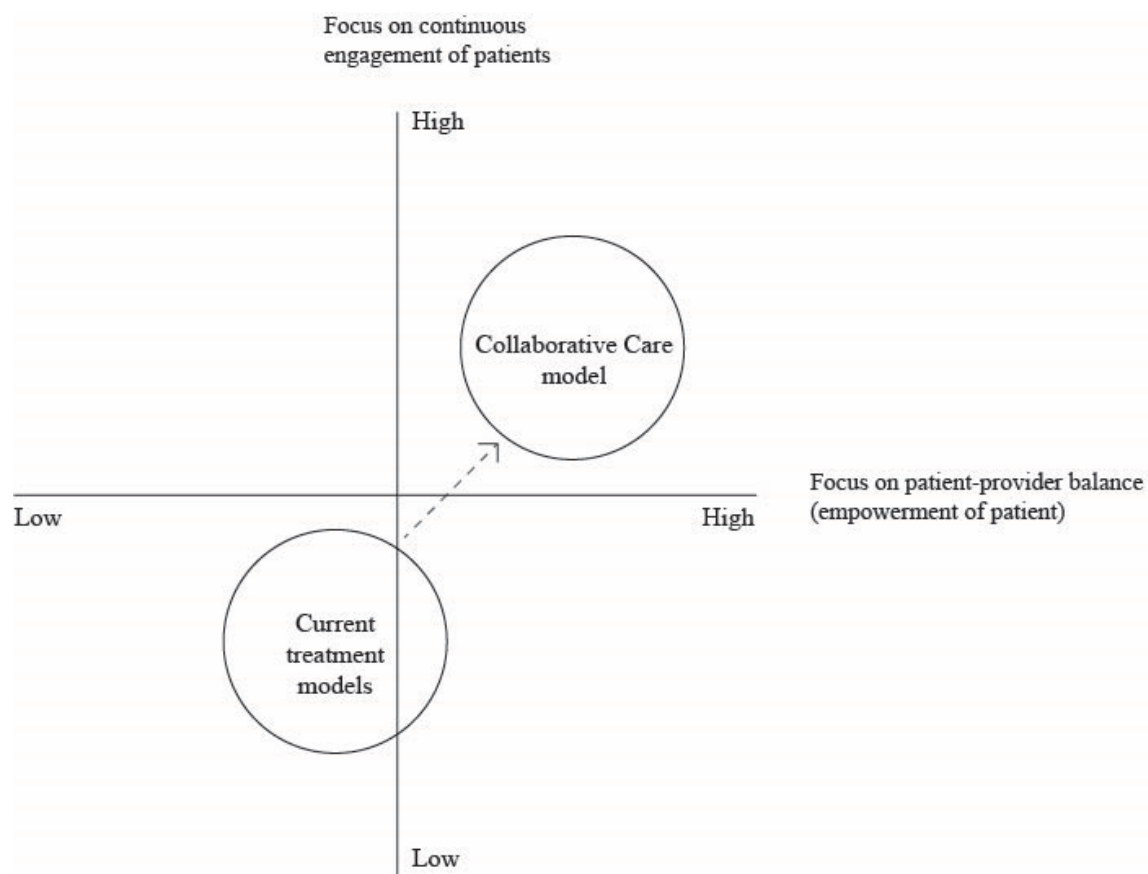 Focus on continuous
engagement of patients
High
Collaborative Care
model
Focus on patient-provider balance
(empowerment of patient)
Low
High
Current
treatment
models
Low